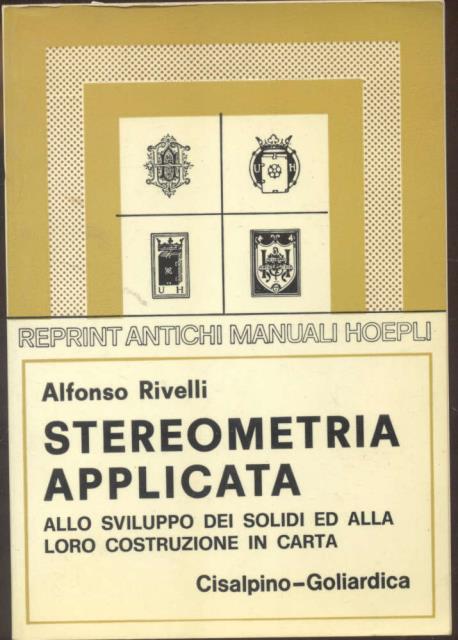 U H
U H
REPRINT ANTICHI MANUALI HOEPLI
Alfonso Rivelli
STEREOMETRIA
APPLICATA
ALLO SVILUPPO DEI SOLIDI ED ALLA
LORO COSTRUZIONE IN CARTA
Cisalpino-Goliardica